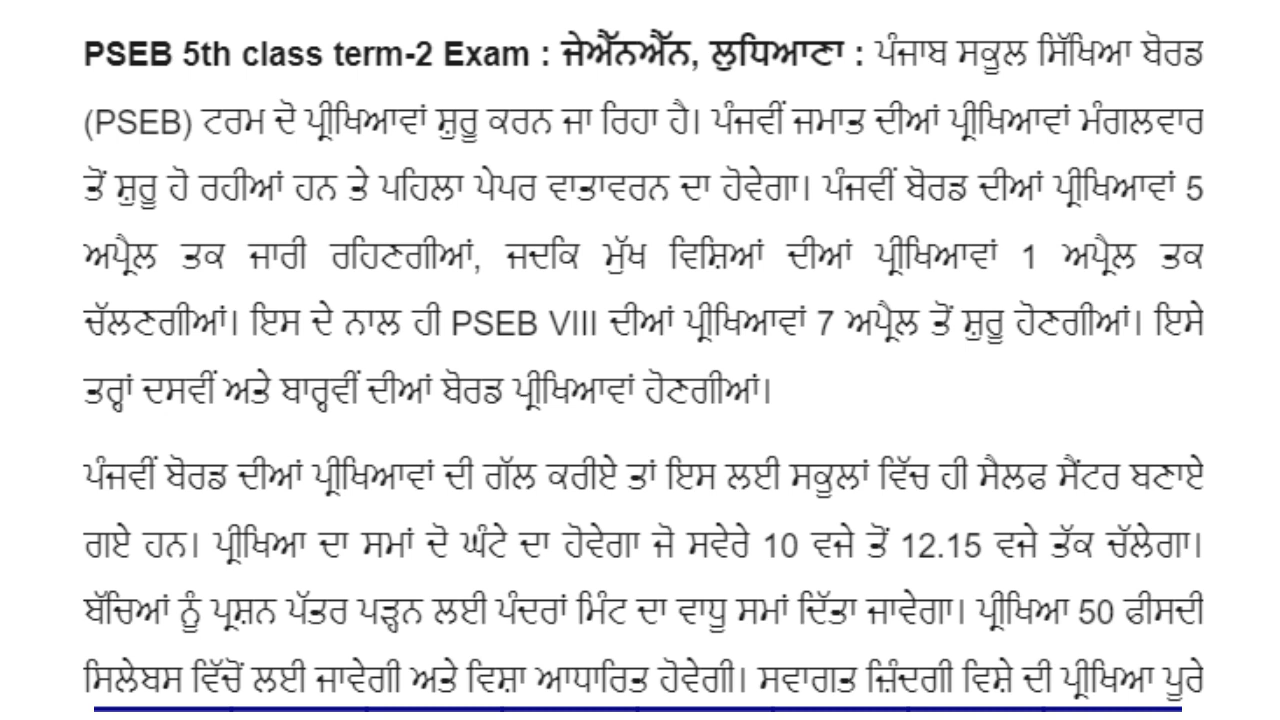 PSEB 5th class term-2 Exam : ਜੇਐੱਨਐੱਨ, ਲੁਧਿਆਣਾ : ਪੰਜਾਬ ਸਕੂਲ ਸਿੱਖਿਆ ਬੋਰਡ
(PSEB) ਟਰਮ ਦੋ ਪ੍ਰੀਖਿਆਵਾਂ ਸ਼ੁਰੂ ਕਰਨ ਜਾ ਰਿਹਾ ਹੈ। ਪੰਜਵੀਂ ਜਮਾਤ ਦੀਆਂ ਪ੍ਰੀਖਿਆਵਾਂ ਮੰਗਲਵਾਰ
ਤੋਂ ਸ਼ੁਰੂ ਹੋ ਰਹੀਆਂ ਹਨ ਤੇ ਪਹਿਲਾ ਪੇਪਰ ਵਾਤਾਵਰਨ ਦਾ ਹੋਵੇਗਾ। ਪੰਜਵੀਂ ਬੋਰਡ ਦੀਆਂ ਪ੍ਰੀਖਿਆਵਾਂ 5
ਅਪ੍ਰੈਲ ਤਕ ਜਾਰੀ ਰਹਿਣਗੀਆਂ, ਜਦਕਿ ਮੁੱਖ ਵਿਸ਼ਿਆਂ ਦੀਆਂ ਪ੍ਰੀਖਿਆਵਾਂ 1 ਅਪ੍ਰੈਲ ਤਕ
ਚੱਲਣਗੀਆਂ। ਇਸ ਦੇ ਨਾਲ ਹੀ PSEB VIII ਦੀਆਂ ਪ੍ਰੀਖਿਆਵਾਂ 7 ਅਪ੍ਰੈਲ ਤੋਂ ਸ਼ੁਰੂ ਹੋਣਗੀਆਂ। ਇਸੇ
ਤਰ੍ਹਾਂ ਦਸਵੀਂ ਅਤੇ ਬਾਰ੍ਹਵੀਂ ਦੀਆਂ ਬੋਰਡ ਪ੍ਰੀਖਿਆਵਾਂ ਹੋਣਗੀਆਂ।
ਪੰਜਵੀਂ ਬੋਰਡ ਦੀਆਂ ਪ੍ਰੀਖਿਆਵਾਂ ਦੀ ਗੱਲ ਕਰੀਏ ਤਾਂ ਇਸ ਲਈ ਸਕੂਲਾਂ ਵਿੱਚ ਹੀ ਸੈਲਫ ਸੈਂਟਰ ਬਣਾਏ
ਗਏ ਹਨ। ਪ੍ਰੀਖਿਆ ਦਾ ਸਮਾਂ ਦੋ ਘੰਟੇ ਦਾ ਹੋਵੇਗਾ ਜੋ ਸਵੇਰੇ 10 ਵਜੇ ਤੋਂ 12.15 ਵਜੇ ਤੱਕ ਚੱਲੇਗਾ।
ਬੱਚਿਆਂ ਨੂੰ ਪ੍ਰਸ਼ਨ ਪੱਤਰ ਪੜ੍ਹਨ ਲਈ ਪੰਦਰਾਂ ਮਿੰਟ ਦਾ ਵਾਧੂ ਸਮਾਂ ਦਿੱਤਾ ਜਾਵੇਗਾ। ਪ੍ਰੀਖਿਆ 50 ਫੀਸਦੀ
ਸਿਲੇਬਸ ਵਿੱਚੋਂ ਲਈ ਜਾਵੇਗੀ ਅਤੇ ਵਿਸ਼ਾ ਆਧਾਰਿਤ ਹੋਵੇਗੀ। ਸਵਾਗਤ ਜ਼ਿੰਦਗੀ ਵਿਸ਼ੇ ਦੀ ਪ੍ਰੀਖਿਆ ਪੂਰੇ